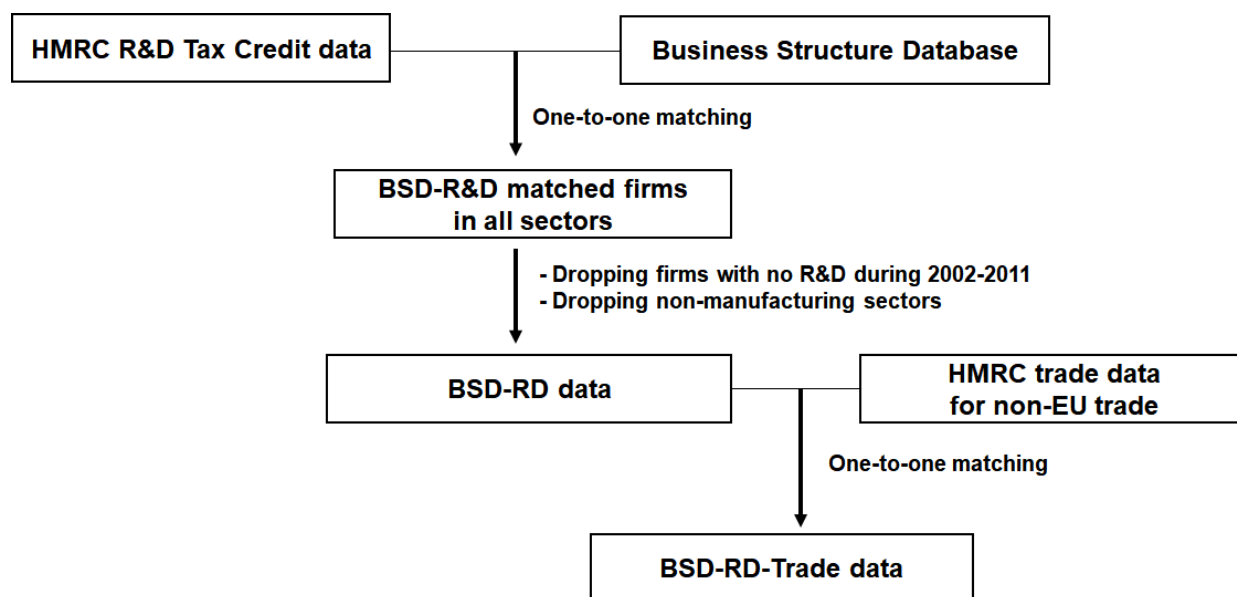 HMRC R&D Tax Credit data
Business Structure Database
One-to-one matching
BSD-R&D matched firms
in all sectors
- Dropping firms with no R&D during 2002-2011
- Dropping non-manufacturing sectors
BSD-RD data
HMRC trade data
for non-EU trade
One-to-one matching
BSD-RD-Trade data